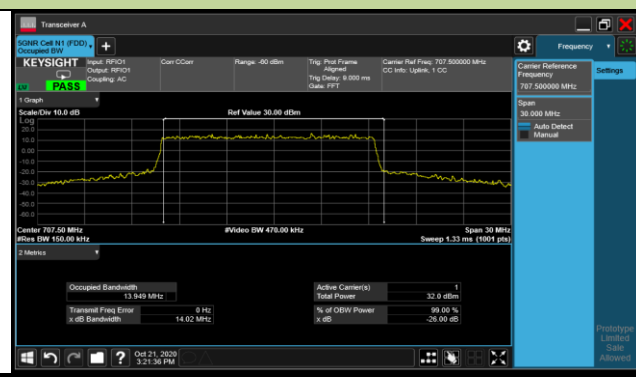 Transceiver A
5GNR Cell N1 (FDD)
Occupied BW
Frequency
KEYSIGHT
PASS
Input: RFIO1
Output: RFIO1
Coupling: AC
Corr CCorr
Range: -60 dBm
Trig: Prot Frame
Aligned
Trig Delay: 9.000 ms
Gate: FFT
Carrier Ref Freq: 707.500000 MHz
CC Info: Uplink, 1 CC
Carrier Reference
Frequency
707.500000 MHz
Settings
Span
30.000 MHz
Auto Detect
Manual
1 Graph
Scale/Div 10.0 dB
Ref Value 30.00 dBm
Log
20.0
10.0
0.00
-10.0
-20.0
-30.0
-40.0
-50.0
-60.0
Center 707.50 MHz
#Video BW 470.00 kHz
Span 30 MHz
#Res BW 150.00 kHz
Sweep 1.33 ms (1001 pts)
2 Metrics
Occupied Bandwidth
13.949 MHz
Active Carrier(s) 1
Total Power 32.0 dBm
Transmit Freq Error 0 Hz
x dB Bandwidth 14.02 MHz
% of OBW Power 99.00 %
x dB -26.00 dB
Prototype
Limited
Sale
Allowed
?
Oct 21, 2020
3:21:36 PM